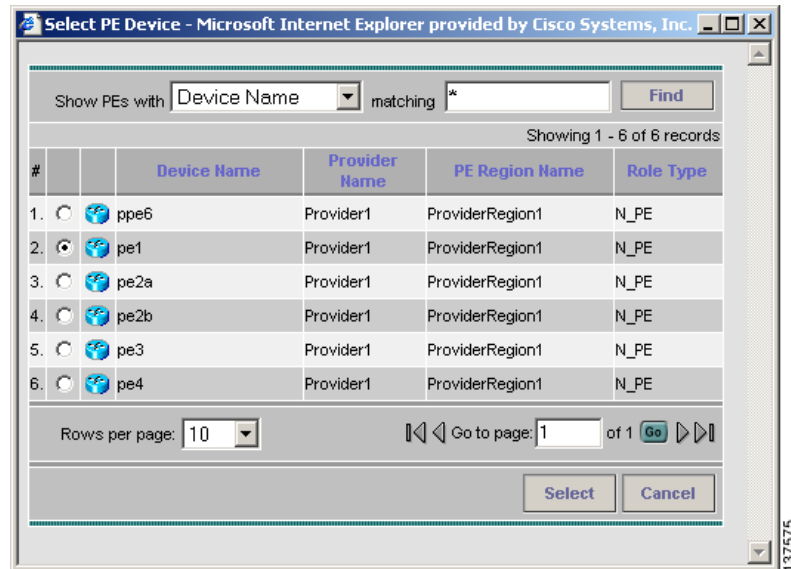 Select PE Device - Microsoft Internet Explorer provided by Cisco Systems, Inc.
Show PEs with Device Name matching * Find
Showing 1 - 6 of 6 records
# Device Name Provider Name PE Region Name Role Type
1. ppe6 Provider1 ProviderRegion1 N_PE
2. pe1 Provider1 ProviderRegion1 N_PE
3. pe2a Provider1 ProviderRegion1 N_PE
4. pe2b Provider1 ProviderRegion1 N_PE
5. pe3 Provider1 ProviderRegion1 N_PE
6. pe4 Provider1 ProviderRegion1 N_PE
Rows per page: 10 Go to page: 1 of 1 Go
Select Cancel
137575